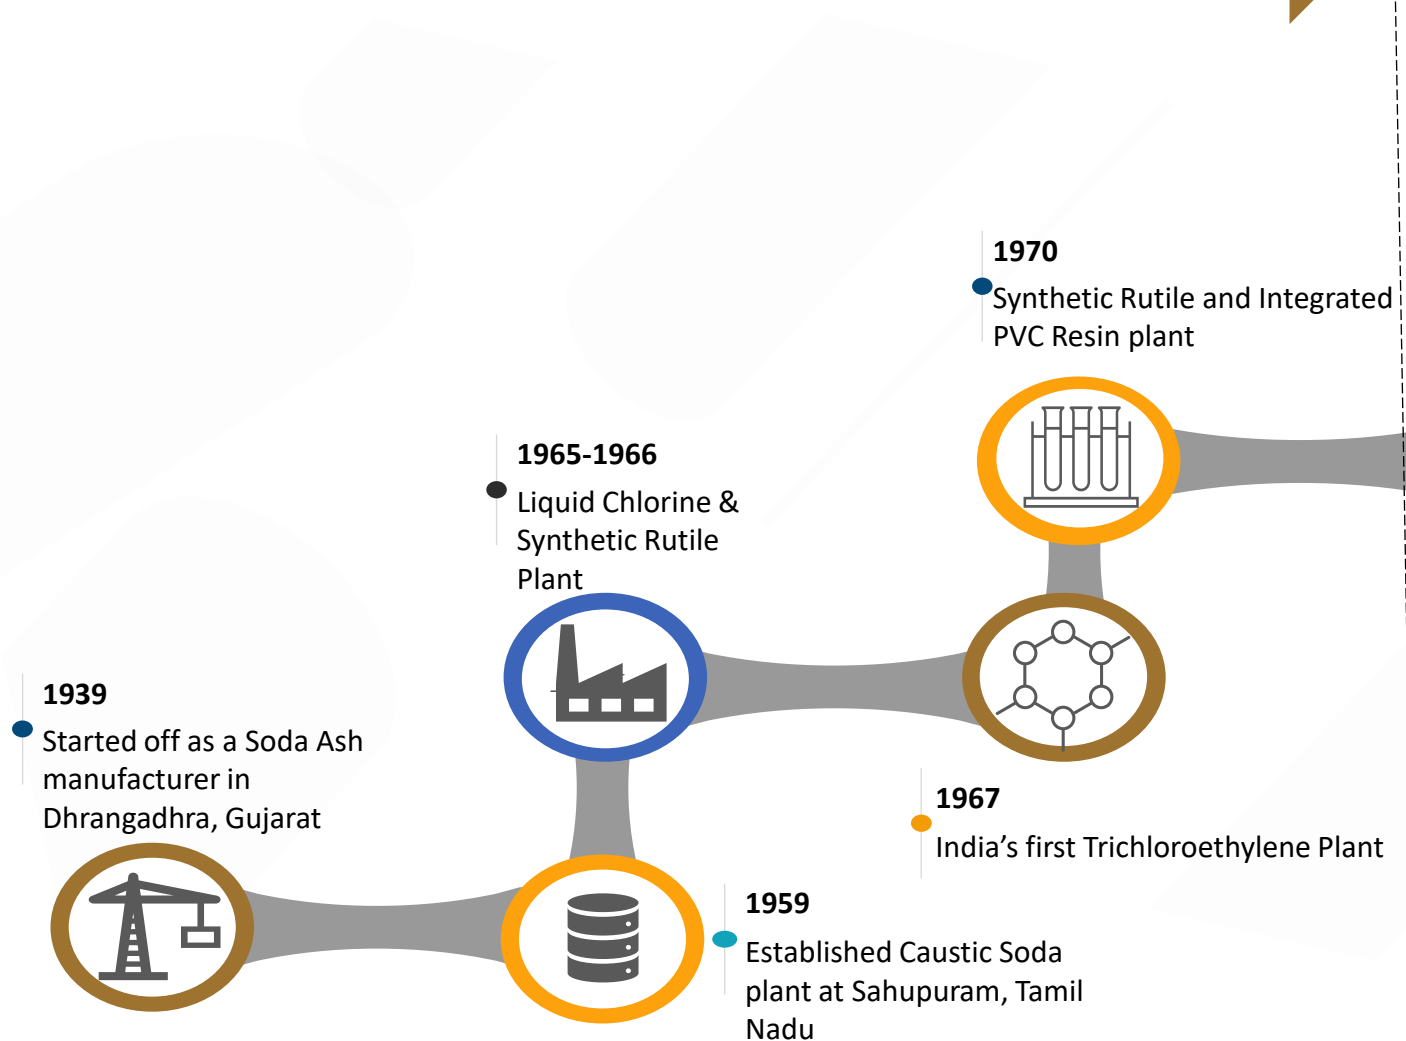 1970
Synthetic Rutile and Integrated
PVC Resin plant
1965-1966
Liquid Chlorine &
Synthetic Rutile
Plant
1939
Started off as a Soda Ash
manufacturer in
Dhrangadhra, Gujarat
1967
India’s first Trichloroethylene Plant
1959
Established Caustic Soda
plant at Sahupuram, Tamil
Nadu